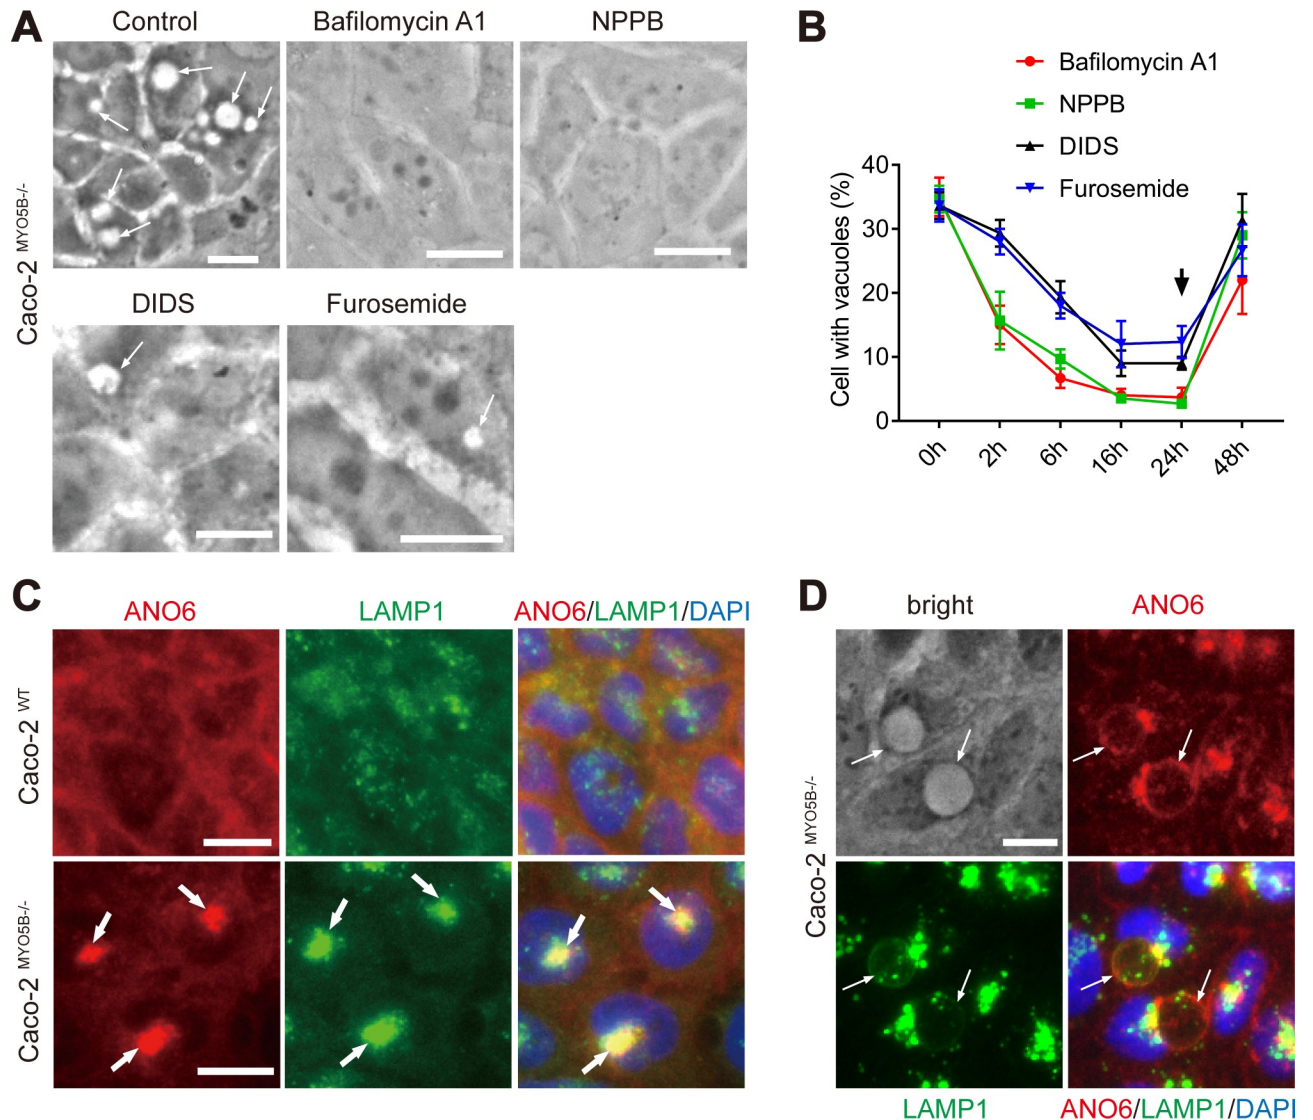 A
Control
Bafilomycin A1
NPPB
Caco-2 MYO5B-/-
DIDS
Furosemide
B
Bafilomycin A1
NPPB
DIDS
Furosemide
Cell with vacuoles (%)
40
30
20
10
0
0h
2h
6h
16h
24h
48h
C
ANO6
LAMP1
ANO6/LAMP1/DAPI
Caco-2 WT
Caco-2 MYO5B-/-
D
bright
ANO6
Caco-2 MYO5B-/-
LAMP1
ANO6/LAMP1/DAPI